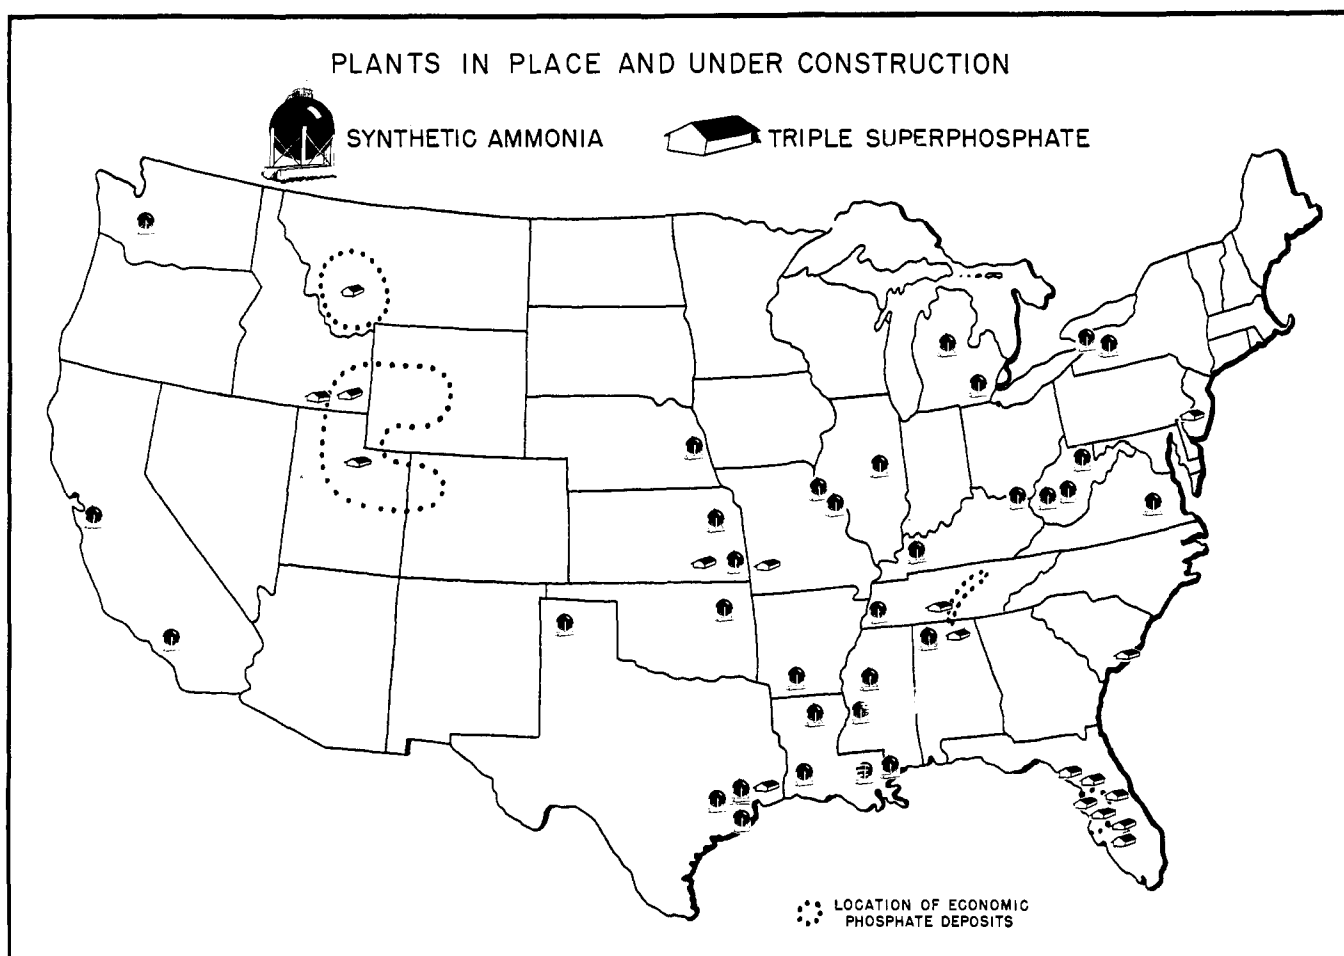 PLANTS IN PLACE AND UNDER CONSTRUCTION
SYNTHETIC AMMONIA
TRIPLE SUPERPHOSPHATE
LOCATION OF ECONOMIC
PHOSPHATE DEPOSITS